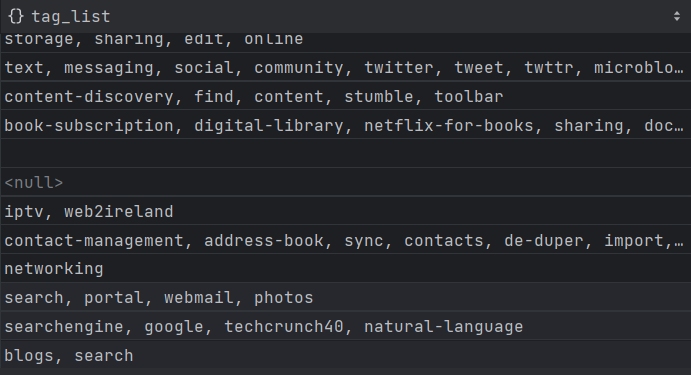 {} tag_list
storage, sharing, edit, online
text, messaging, social, community, twitter, tweet, twttr, microblo…
content-discovery, find, content, stumble, toolbar
book-subscription, digital-library, netflix-for-books, sharing, doc…
<null>
iptv, web2ireland
contact-management, address-book, sync, contacts, de-duper, import,…
networking
search, portal, webmail, photos
searchengine, google, techcrunch40, natural-language
blogs, search